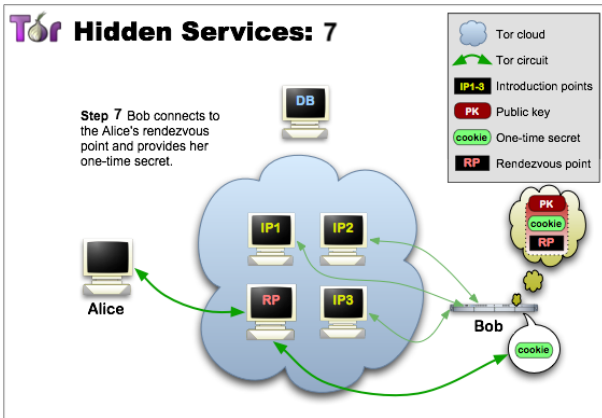 Tor Hidden Services: 7
Step 7 Bob connects to
the Alice's rendezvous
point and provides her
one-time secret.
DB
Tor cloud
Tor circuit
IP1-3 Introduction points
PK Public key
cookie One-time secret
RP Rendezvous point
PK
cookie
RP
IP1 IP2
RP IP3
Alice
Bob
cookie